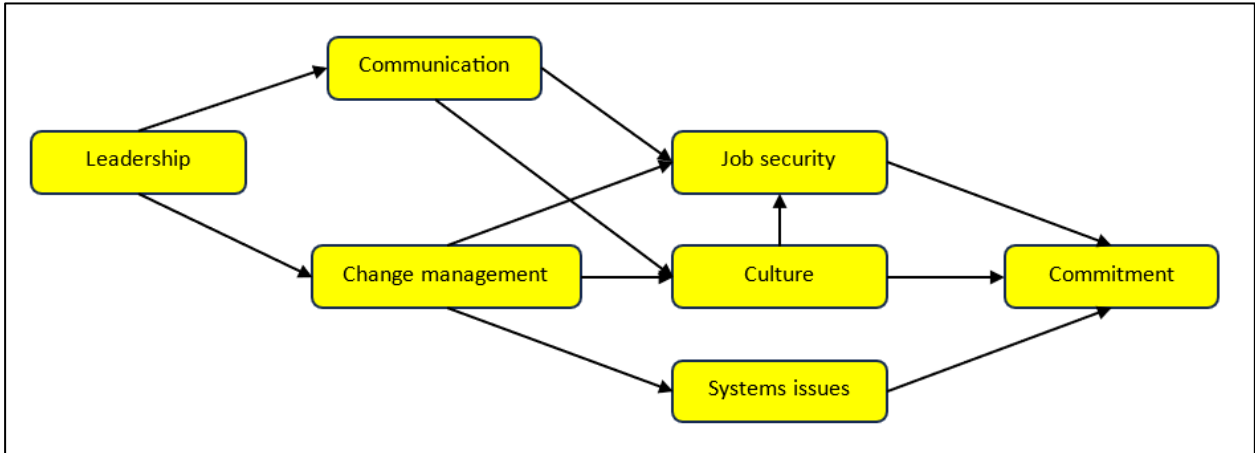 Communication
Leadership
Job security
Change management
Culture
Commitment
Systems issues